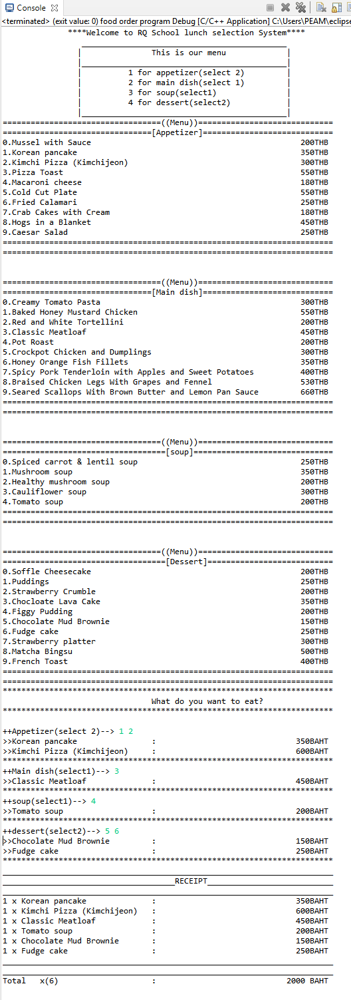 Console
<terminated> (exit value: 0) food order program Debug [C/C++ Application] C:\Users\PEAM\eclipse
****Welcome to RQ School lunch selection System****
This is our menu
1 for appetizer(select 2)
2 for main dish(select 1)
3 for soup(select1)
4 for dessert(select2)
==================================((Menu))=============================
================================[Appetizer]============================
0.Mussel with Sauce 200THB
1.Korean pancake 350THB
2.Kimchi Pizza (Kimchijeon) 300THB
3.Pizza Toast 550THB
4.Macaroni cheese 180THB
5.Cold Cut Plate 550THB
6.Fried Calamari 250THB
7.Crab Cakes with Cream 180THB
8.Hogs in a Blanket 450THB
9.Caesar Salad 250THB
=======================================================================
=======================================================================
==================================((Menu))=============================
================================[Main dish]============================
0.Creamy Tomato Pasta 300THB
1.Baked Honey Mustard Chicken 550THB
2.Red and White Tortellini 200THB
3.Classic Meatloaf 450THB
4.Pot Roast 200THB
5.Crockpot Chicken and Dumplings 300THB
6.Honey Orange Fish Fillets 350THB
7.Spicy Pork Tenderloin with Apples and Sweet Potatoes 400THB
8.Braised Chicken Legs With Grapes and Fennel 530THB
9.Seared Scallops With Brown Butter and Lemon Pan Sauce 660THB
=======================================================================
=======================================================================
==================================((Menu))=============================
===================================[soup]==============================
0.Spiced carrot & lentil soup 250THB
1.Mushroom soup 350THB
2.Healthy mushroom soup 200THB
3.Cauliflower soup 300THB
4.Tomato soup 200THB
=======================================================================
=======================================================================
==================================((Menu))=============================
===================================[Dessert]===========================
0.Soffle Cheesecake 200THB
1.Puddings 250THB
2.Strawberry Crumble 200THB
3.Chocloate Lava Cake 350THB
4.Figgy Pudding 200THB
5.Chocolate Mud Brownie 150THB
6.Fudge cake 250THB
7.Strawberry platter 300THB
8.Matcha Bingsu 500THB
9.French Toast 400THB
=======================================================================
=======================================================================
***********************************************************************
What do you want to eat?
***********************************************************************
++Appetizer(select 2)--> 1 2
>>Korean pancake : 350BAHT
>>Kimchi Pizza (Kimchijeon) : 600BAHT
***********************************************************************
++Main dish(select1)--> 3
>>Classic Meatloaf : 450BAHT
***********************************************************************
++soup(select1)--> 4
>>Tomato soup : 200BAHT
***********************************************************************
++dessert(select2)--> 5 6
>>Chocolate Mud Brownie : 150BAHT
>>Fudge cake : 250BAHT
***********************************************************************
RECEIPT
1 x Korean pancake : 350BAHT
1 x Kimchi Pizza (Kimchijeon) : 600BAHT
1 x Classic Meatloaf : 450BAHT
1 x Tomato soup : 200BAHT
1 x Chocolate Mud Brownie : 150BAHT
1 x Fudge cake : 250BAHT
Total x(6) : 2000 BAHT